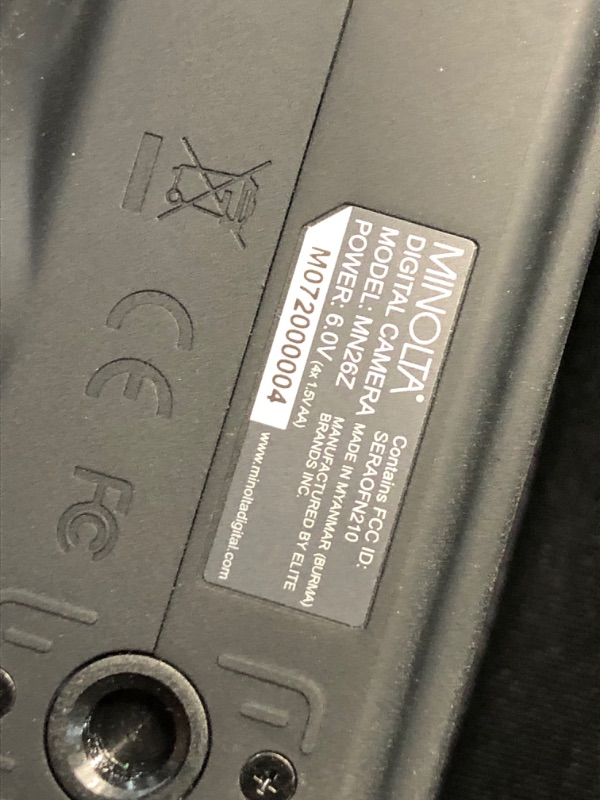 MINOLTA®
DIGITAL CAMERA
MODEL: MN26Z
POWER: 6.0V (4x 1.5V AA)
M072000004
Contains FCC ID:
SERAOFN210
MADE IN MYANMAR (BURMA)
MANUFACTURED BY ELITE
BRANDS INC.
www.minoltadigital.com
CE
FC